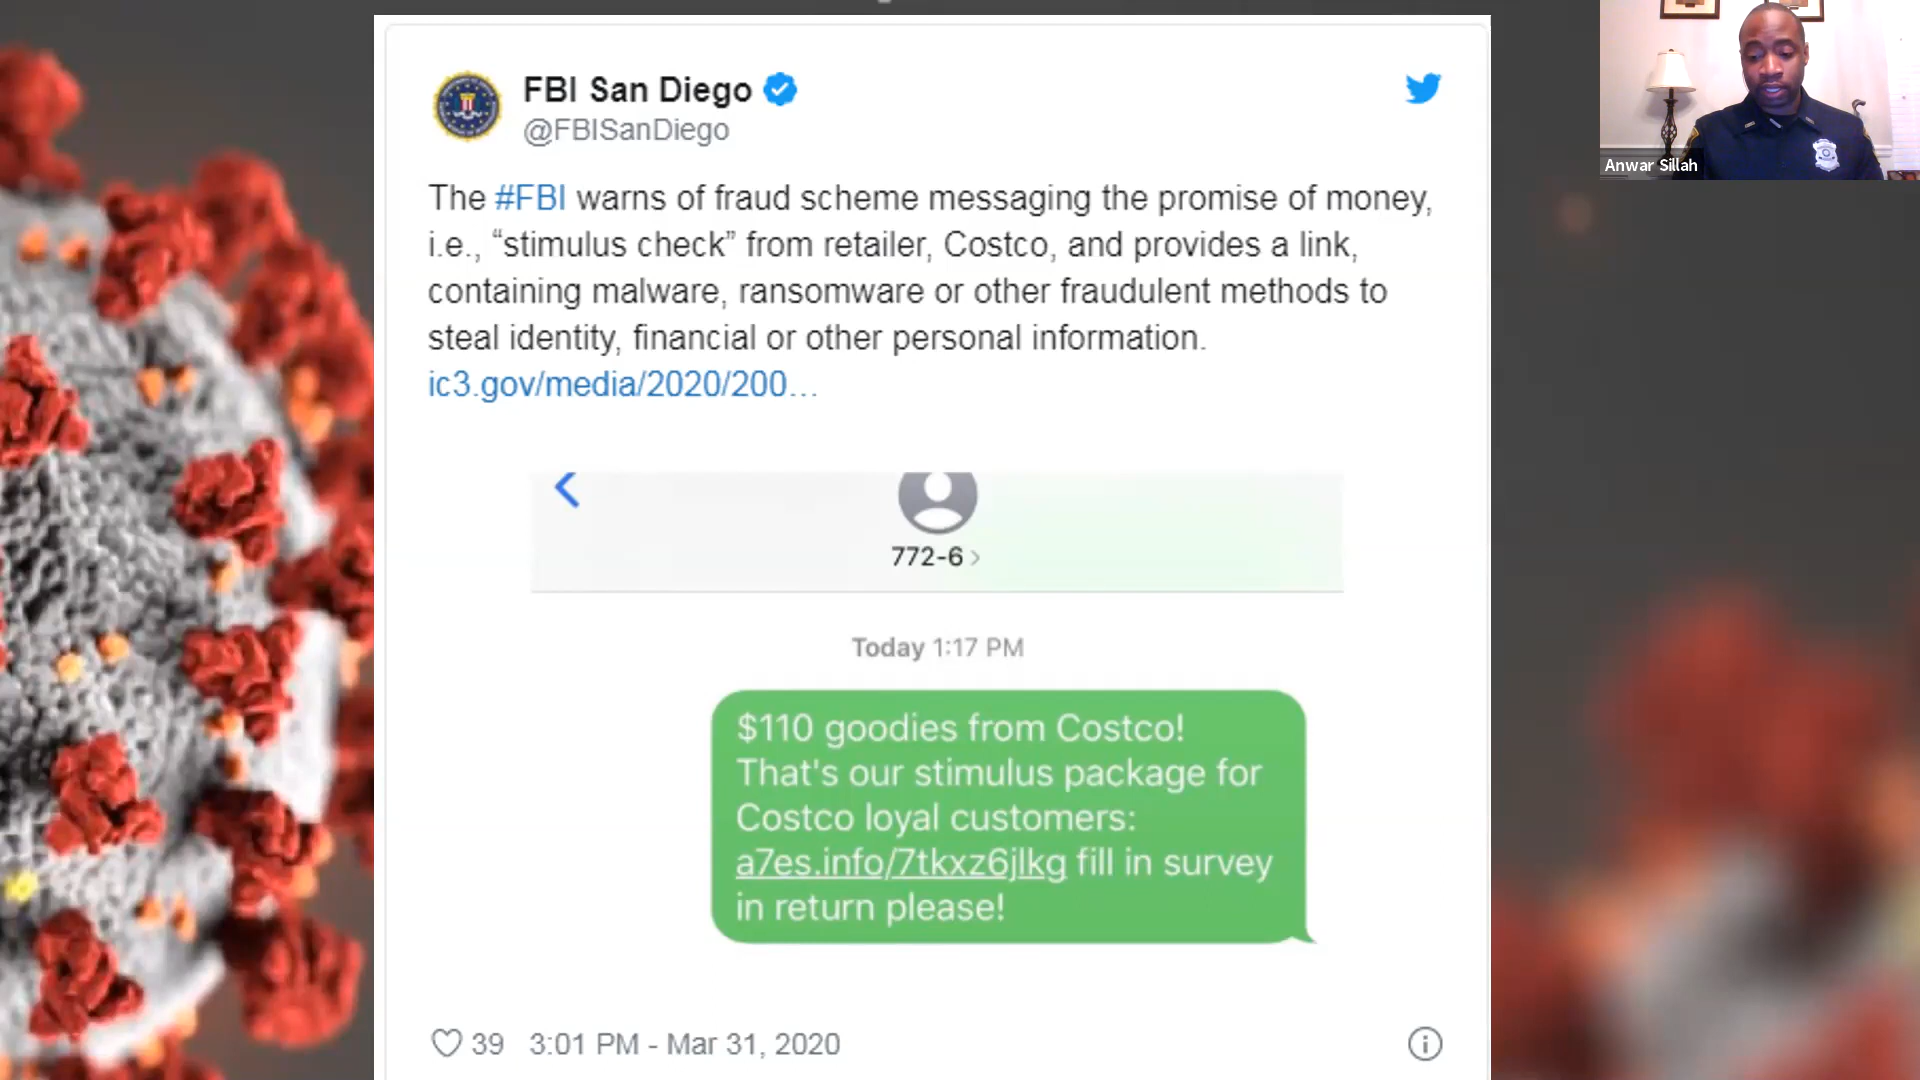 FBI San Diego
@FBISanDiego
The #FBI warns of fraud scheme messaging the promise of money,
i.e., “stimulus check” from retailer, Costco, and provides a link,
containing malware, ransomware or other fraudulent methods to
steal identity, financial or other personal information.
ic3.gov/media/2020/200…
772-6 >
Today 1:17 PM
$110 goodies from Costco!
That's our stimulus package for
Costco loyal customers:
a7es.info/7tkxz6jlkg fill in survey
in return please!
39 3:01 PM - Mar 31, 2020
Anwar Sillah